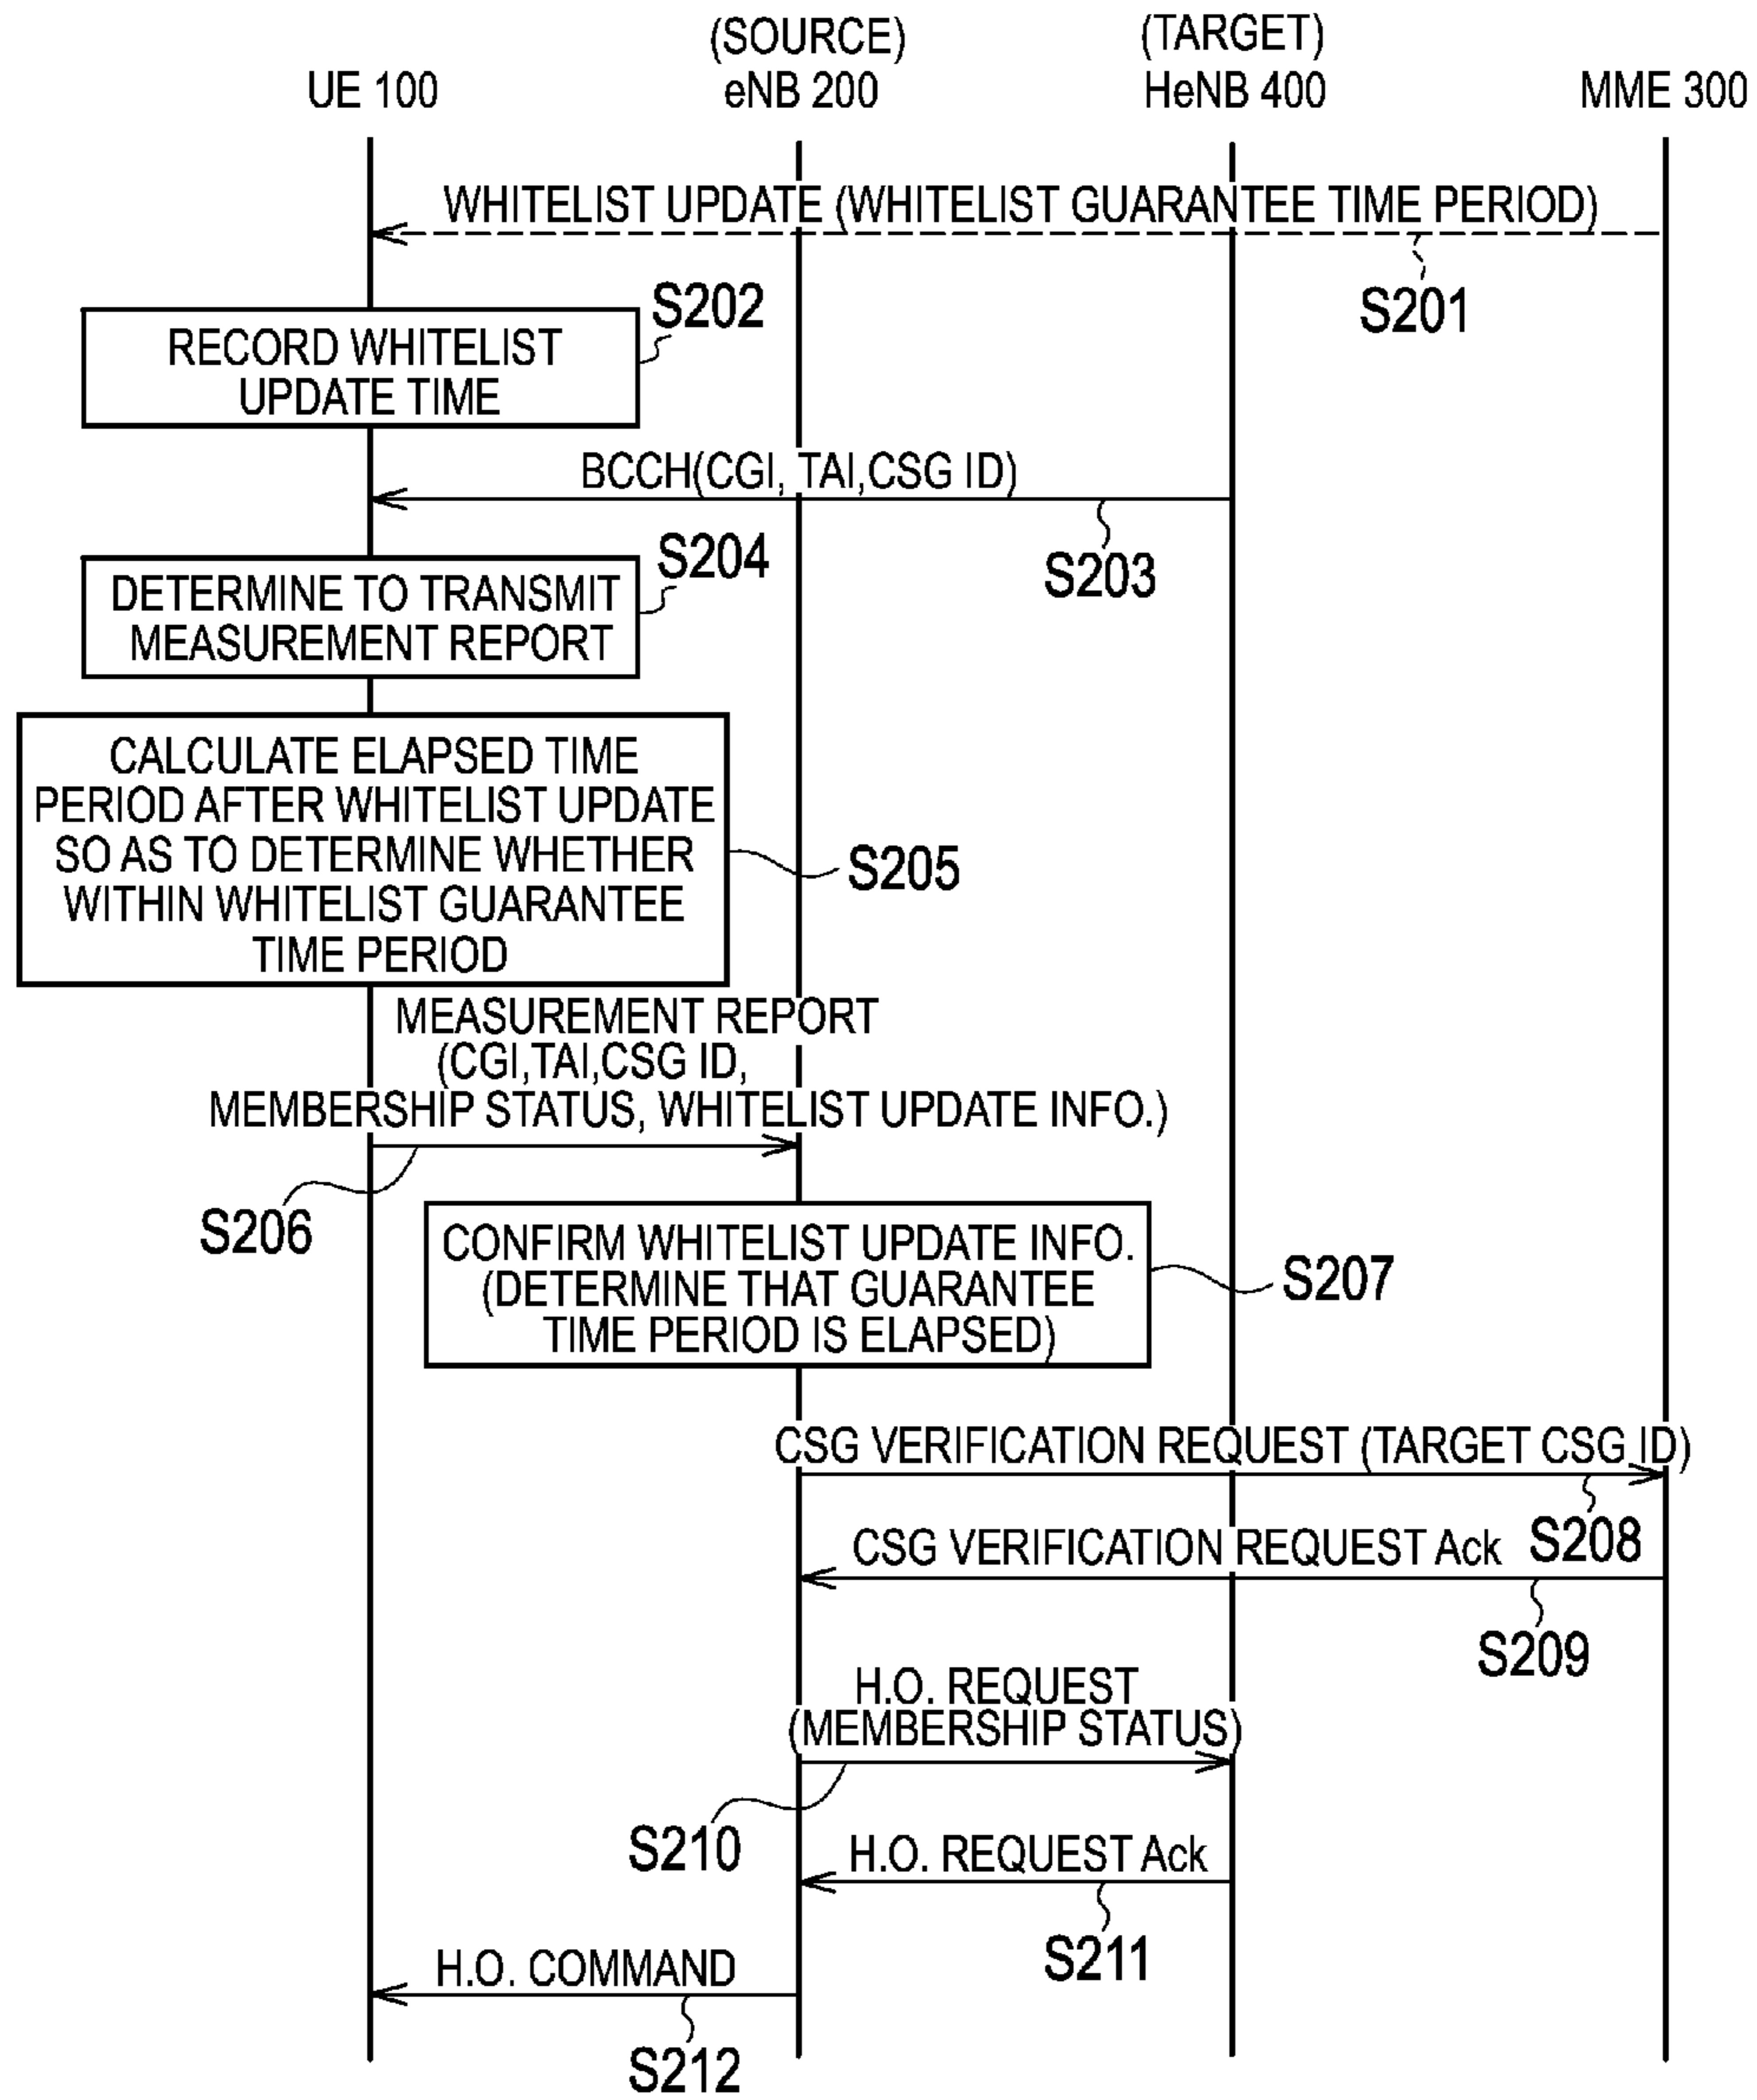 (SOURCE)
(TARGET)
UE 100
eNB 200
HeNB 400
MME 300
WHITELIST UPDATE (WHITELIST GUARANTEE TIME PERIOD)
S201
S202
RECORD WHITELIST
UPDATE TIME
BCCH(CGI, TAI,CSG ID)
S203
S204
DETERMINE TO TRANSMIT
MEASUREMENT REPORT
CALCULATE ELAPSED TIME
PERIOD AFTER WHITELIST UPDATE
SO AS TO DETERMINE WHETHER
WITHIN WHITELIST GUARANTEE
TIME PERIOD
S205
MEASUREMENT REPORT
(CGI,TAI,CSG ID,
MEMBERSHIP STATUS, WHITELIST UPDATE INFO.)
S206
CONFIRM WHITELIST UPDATE INFO.
(DETERMINE THAT GUARANTEE
TIME PERIOD IS ELAPSED)
S207
CSG VERIFICATION REQUEST (TARGET CSG ID)
S208
CSG VERIFICATION REQUEST Ack
S209
H.O. REQUEST
(MEMBERSHIP STATUS)
S210
H.O. REQUEST Ack
S211
H.O. COMMAND
S212